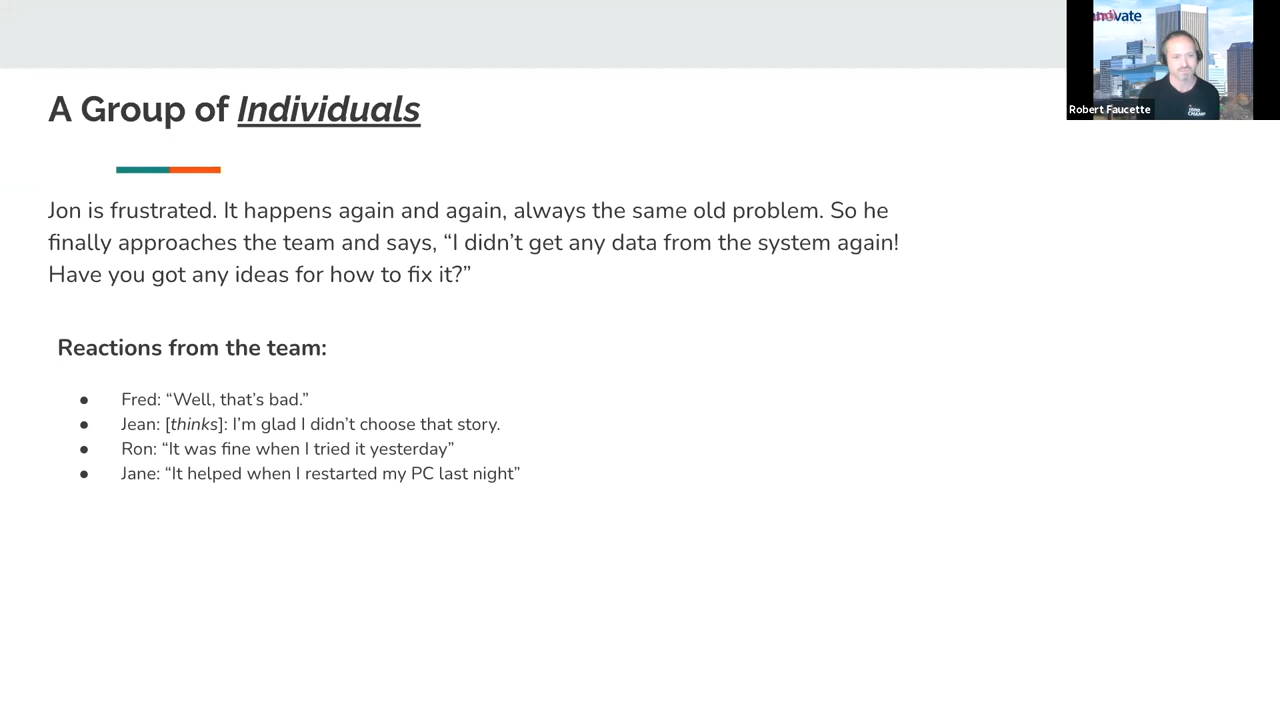 A Group of Individuals
Jon is frustrated. It happens again and again, always the same old problem. So he
finally approaches the team and says, “I didn’t get any data from the system again!
Have you got any ideas for how to fix it?”
Reactions from the team:
● Fred: “Well, that’s bad.”
● Jean: [thinks]: I’m glad I didn’t choose that story.
● Ron: “It was fine when I tried it yesterday”
● Jane: “It helped when I restarted my PC last night”
Robert Faucette